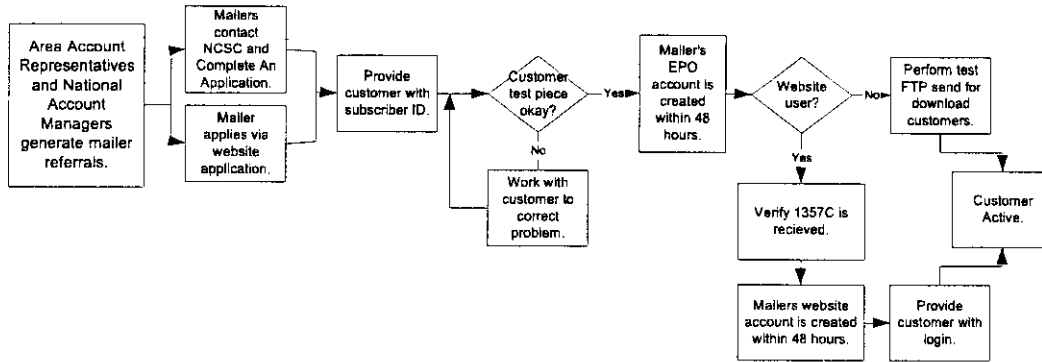 Area Account
Representatives
and National
Account
Managers
generate mailer
referrals.
Mailers
contact
NCSC and
Complete An
Application.
Mailer
applies via
website
application.
Provide
customer with
subscriber ID.
Customer
test piece
okay?
No
Work with
customer to
correct
problem.
Yes
Mailer's
EPO
account is
created
within 48
hours.
Website
user?
No
Perform test
FTP send for
download
customers.
Yes
Verify 1357C is
recieved.
Mailers website
account is created
within 48 hours.
Provide
customer with
login.
Customer
Active.